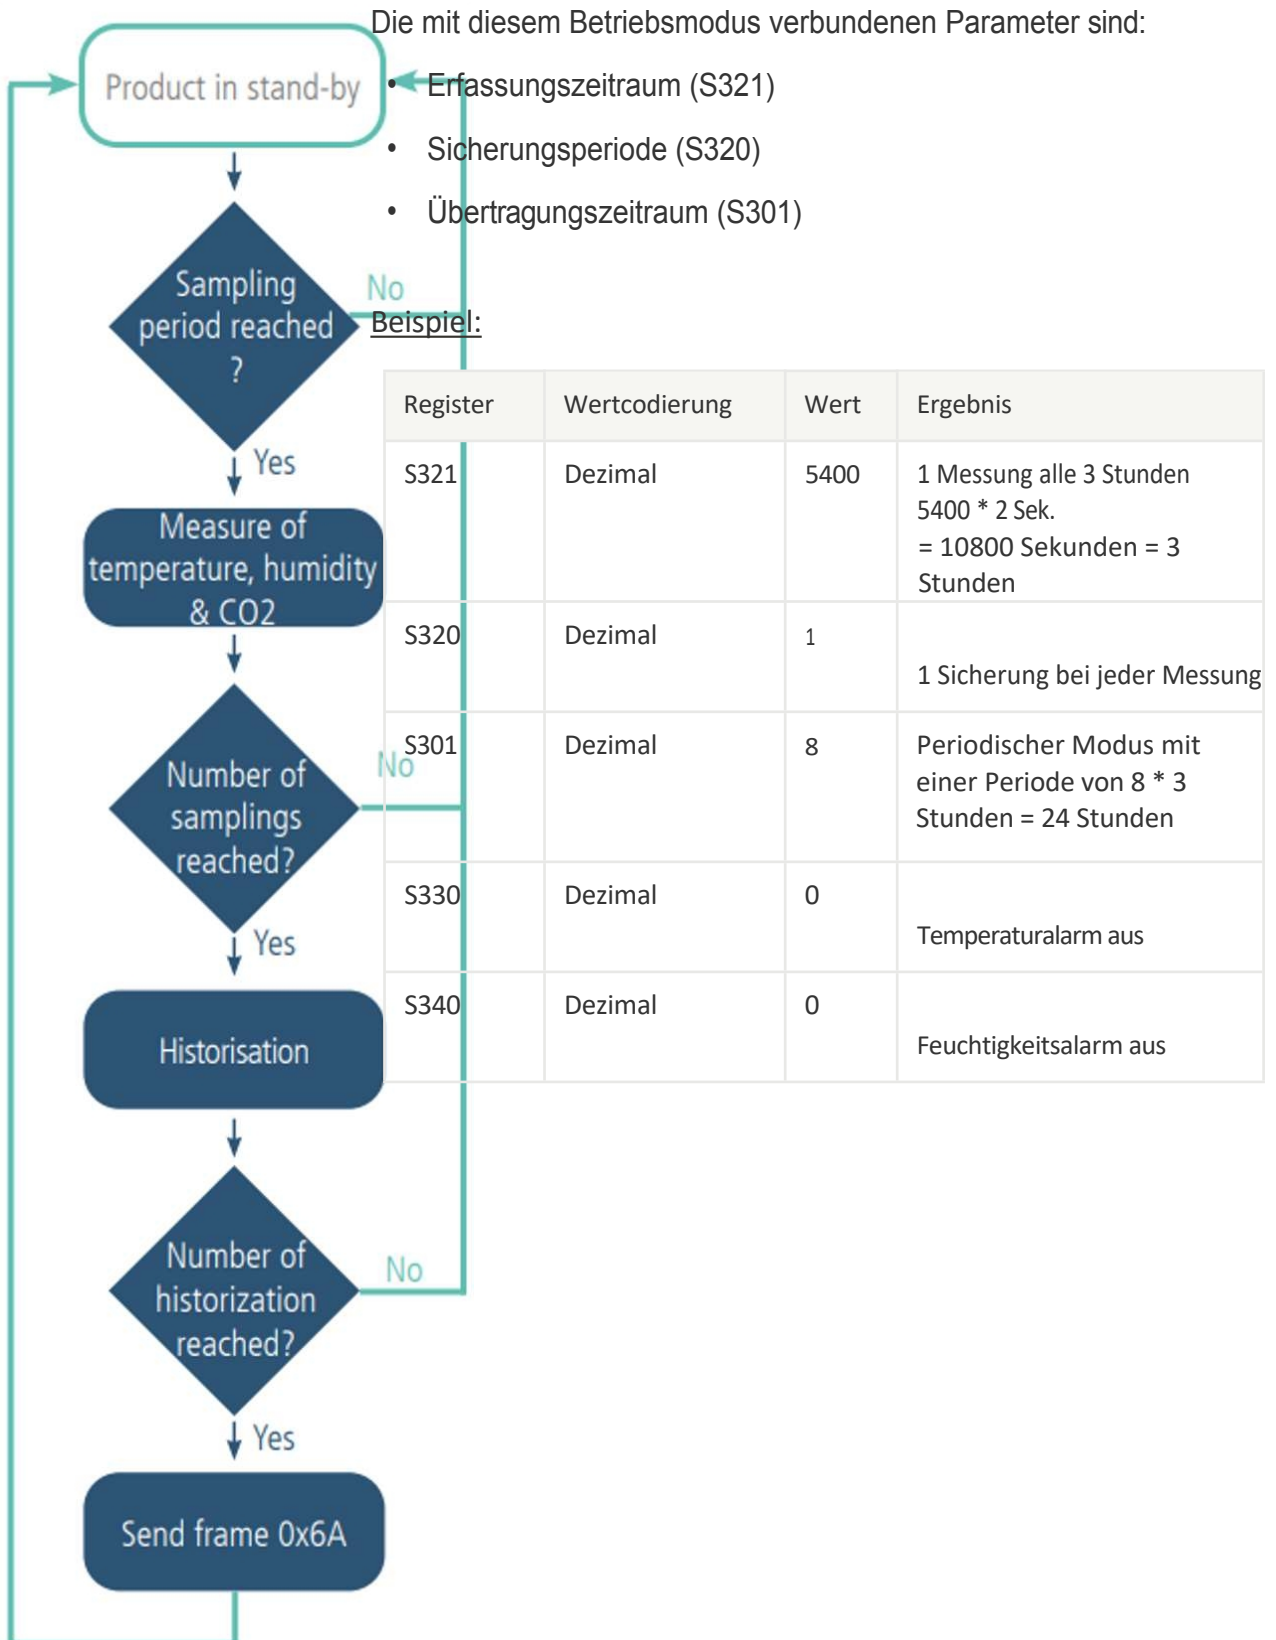 Die mit diesem Betriebsmodus verbundenen Parameter sind:
• Erfassungszeitraum (S321)
• Sicherungsperiode (S320)
• Übertragungszeitraum (S301)
Beispiel:
Register Wertcodierung Wert Ergebnis
S321 Dezimal 5400 1 Messung alle 3 Stunden
5400 * 2 Sek.
= 10800 Sekunden = 3
Stunden
S320 Dezimal 1
1 Sicherung bei jeder Messung
S301 Dezimal 8 Periodischer Modus mit
einer Periode von 8 * 3
Stunden = 24 Stunden
S330 Dezimal 0
Temperaturalarm aus
S340 Dezimal 0
Feuchtigkeitsalarm aus
Product in stand-by
Sampling
period reached
?
No
Yes
Measure of
temperature, humidity
& CO2
Number of
samplings
reached?
No
Yes
Historisation
Number of
historization
reached?
No
Yes
Send frame 0x6A